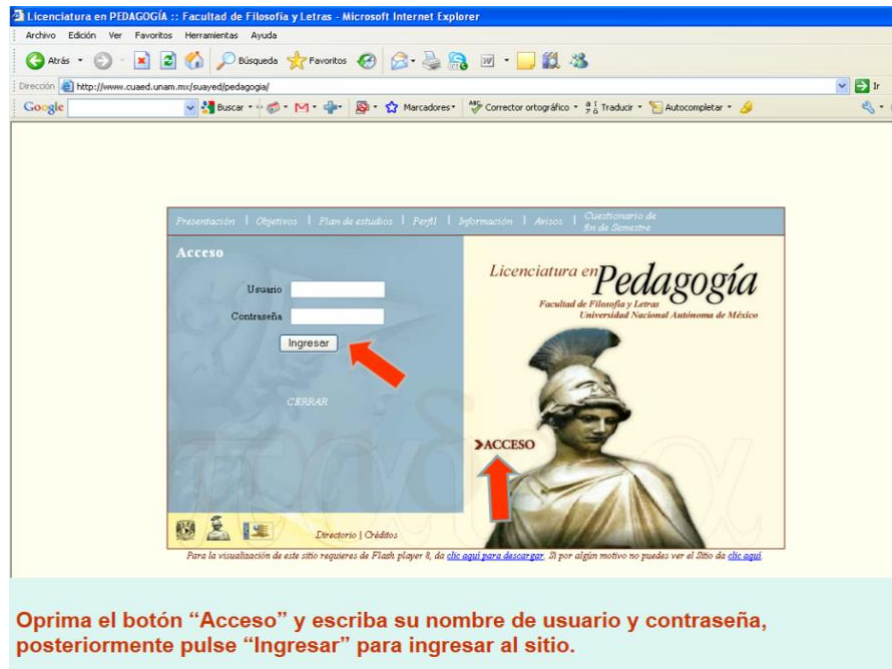 Licenciatura en PEDAGOGÍA :: Facultad de Filosofía y Letras - Microsoft Internet Explorer
Archivo Edición Ver Favoritos Herramientas Ayuda
Atrás Búsqueda Favoritos
Dirección http://www.cuaed.unam.mx/suayed/pedagogia/ Ir
Google Buscar Marcadores Corrector ortográfico Traducir Autocompletar
Presentación | Objetivos | Plan de estudios | Perfil | Información | Avisos | Cuestionario de
fin de Semestre
Acceso
Usuario
Contraseña
Ingresar
CERRAR
Licenciatura en Pedagogía
Facultad de Filosofía y Letras
Universidad Nacional Autónoma de México
ACCESO
Directorio | Créditos
Para la visualización de este sitio requieres de Flash player 8, da clic aquí para descargar. Si por algún motivo no puedes ver el Sitio da clic aquí.
Oprima el botón “Acceso” y escriba su nombre de usuario y contraseña,
posteriormente pulse “Ingresar” para ingresar al sitio.